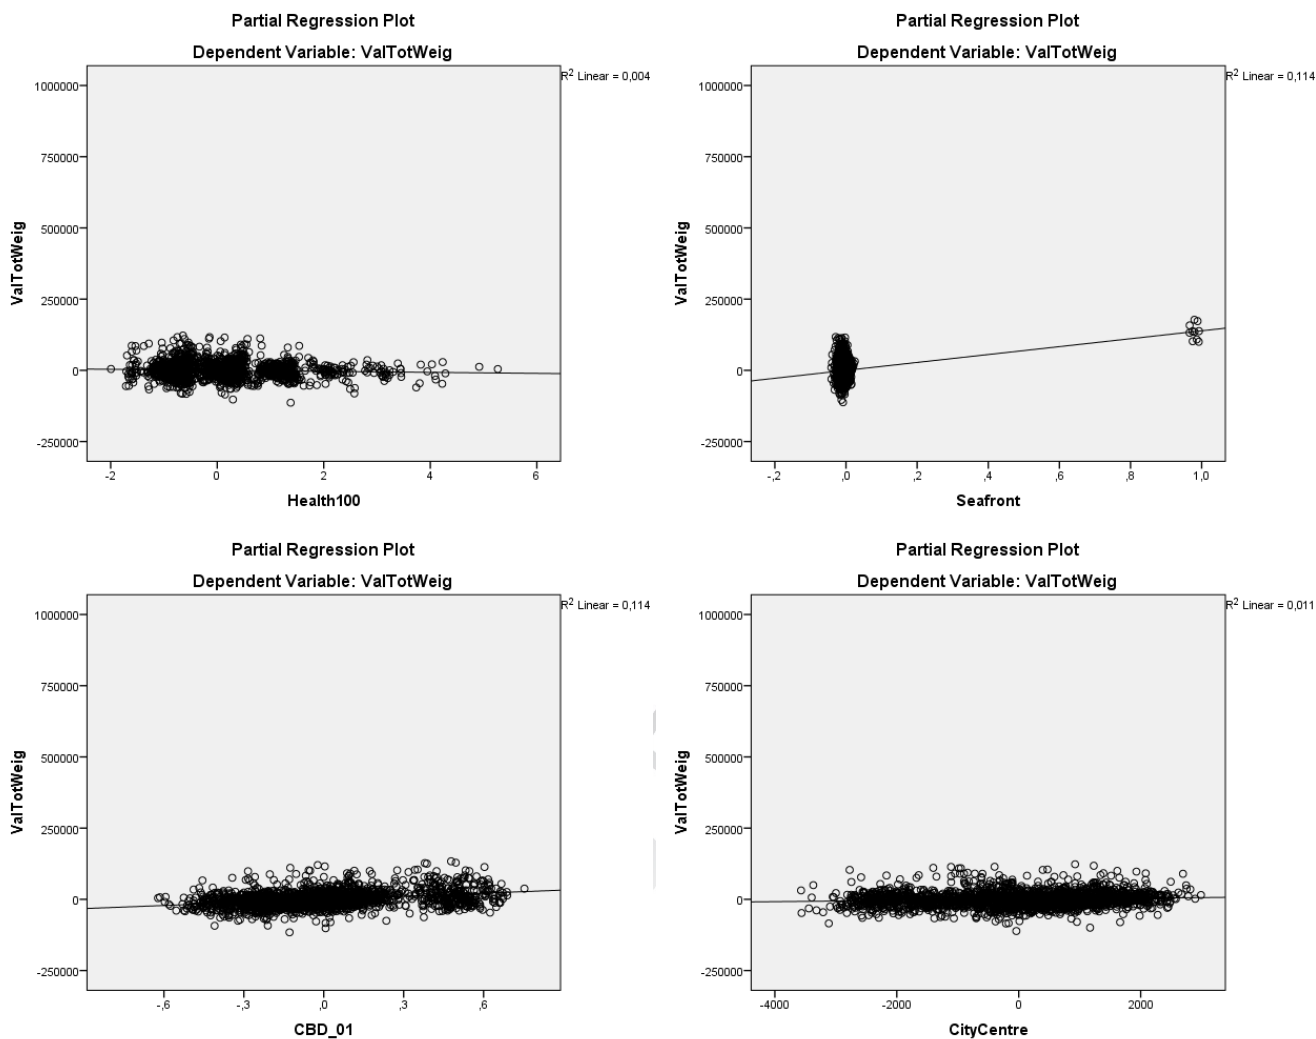 Partial Regression Plot
Dependent Variable: ValTotWeig
R² Linear = 0,004
1000000
750000
500000
250000
0
-250000
ValTotWeig
-2 0 2 4 6
Health100
Partial Regression Plot
Dependent Variable: ValTotWeig
R² Linear = 0,114
1000000
750000
500000
250000
0
-250000
ValTotWeig
-,2 ,0 ,2 ,4 ,6 ,8 1,0
Seafront
Partial Regression Plot
Dependent Variable: ValTotWeig
R² Linear = 0,114
1000000
750000
500000
250000
0
-250000
ValTotWeig
-,6 -,3 ,0 ,3 ,6
CBD_01
Partial Regression Plot
Dependent Variable: ValTotWeig
R² Linear = 0,011
1000000
750000
500000
250000
0
-250000
ValTotWeig
-4000 -2000 0 2000
CityCentre